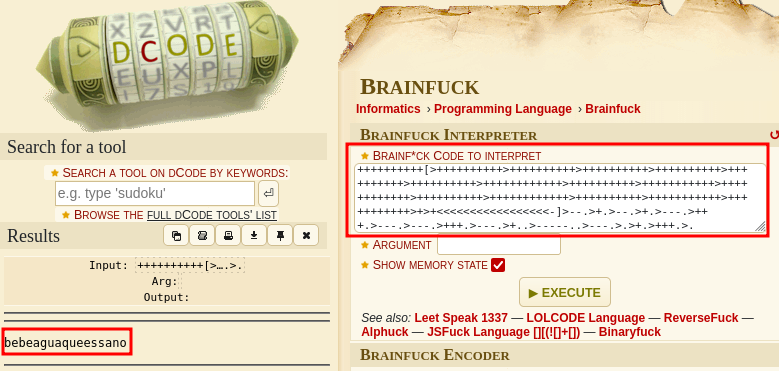 XZVRT
DCODE
EUXPL
Search for a tool
SEARCH A TOOL ON DCODE BY KEYWORDS:
e.g. type 'sudoku'
BROWSE THE FULL DCODE TOOLS' LIST
Results
Input: ++++++++++[>….>.
Arg:
Output:
bebeaguaqueessano
BRAINFUCK
Informatics › Programming Language › Brainfuck
BRAINFUCK INTERPRETER
BRAINF*CK CODE TO INTERPRET
++++++++++[>++++++++++>++++++++++>++++++++++>++++++++++>+++
+++++++>++++++++++>++++++++++++>++++++++++>++++++++++>++++
++++++++>++++++++++>++++++++++>++++++++++>++++++++++>+++
++++++++>+>+<<<<<<<<<<<<<<<<<<-]>--.>+.>--.>+.>---.>++
+.>---.>---.>+++.>---.>+..>-----..>---.>.>+.>+++.>.
ARGUMENT
SHOW MEMORY STATE
▶ EXECUTE
See also: Leet Speak 1337 — LOLCODE Language — ReverseFuck —
Alphuck — JSFuck Language [][(![]+[])] — Binaryfuck
BRAINFUCK ENCODER